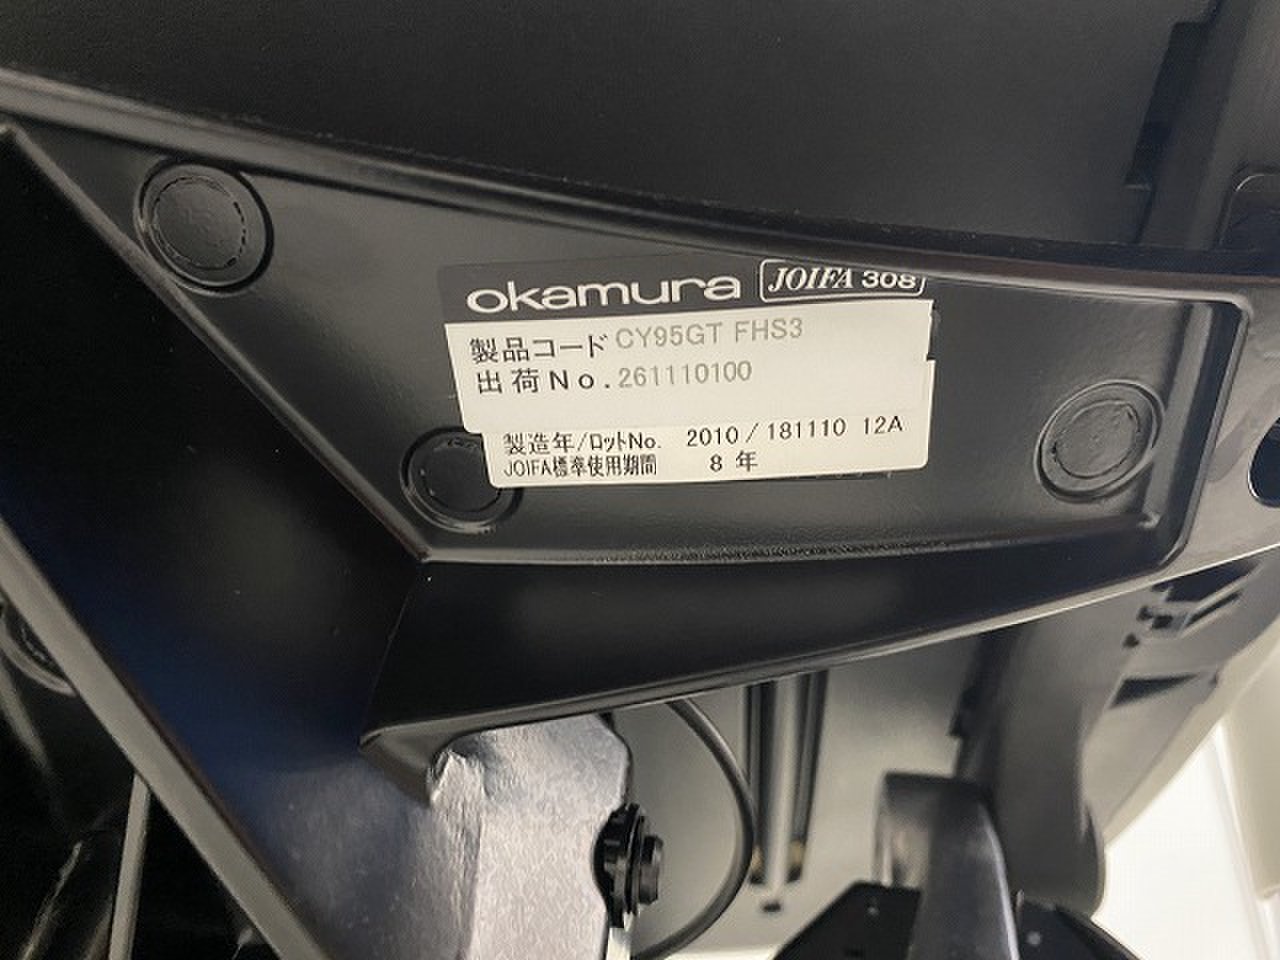 okamura JOIFA 308
製品コード CY95GT FHS3
出荷No. 261110100
製造年/ロットNo. 2010/181110 12A
JOIFA標準使用期間 8年